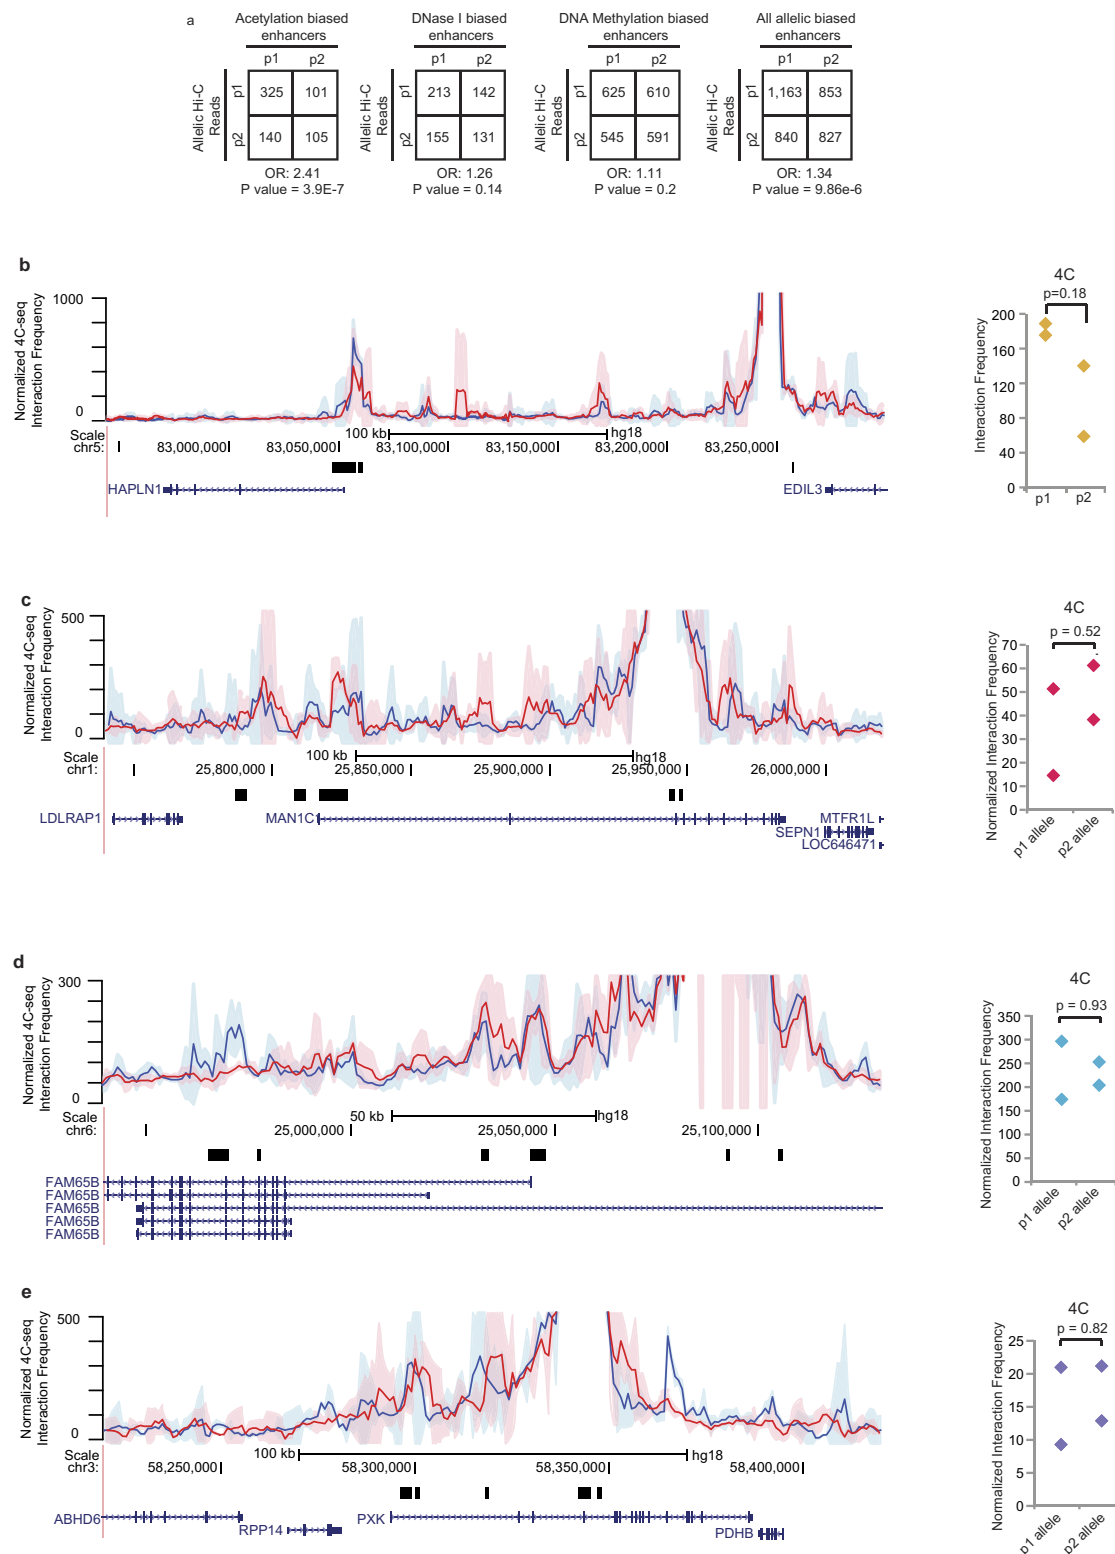 a
Acetylation biased enhancers
p1 p2
Allelic Hi-C Reads
p1 325 101
p2 140 105
OR: 2.41
P value = 3.9E-7
DNase I biased enhancers
p1 p2
Allelic Hi-C Reads
p1 213 142
p2 155 131
OR: 1.26
P value = 0.14
DNA Methylation biased enhancers
p1 p2
Allelic Hi-C Reads
p1 625 610
p2 545 591
OR: 1.11
P value = 0.2
All allelic biased enhancers
p1 p2
Allelic Hi-C Reads
p1 1,163 853
p2 840 827
OR: 1.34
P value = 9.86e-6
b
Normalized 4C-seq Interaction Frequency
1000
0
Scale 100 kb hg18
chr5: 83,000,000 83,050,000 83,100,000 83,150,000 83,200,000 83,250,000
HAPLN1 EDIL3
4C
p=0.18
Interaction Frequency
200
160
120
80
40
0
p1 p2
c
Normalized 4C-seq Interaction Frequency
500
0
Scale 100 kb hg18
chr1: 25,800,000 25,850,000 25,900,000 25,950,000 26,000,000
LDLRAP1 MAN1C MTFR1L
SEPN1
LOC646471
4C
p = 0.52
Normalized Interaction Frequency
70
60
50
40
30
20
10
0
p1 allele p2 allele
d
Normalized 4C-seq Interaction Frequency
300
0
Scale 50 kb hg18
chr6: 25,000,000 25,050,000 25,100,000
FAM65B
FAM65B
FAM65B
FAM65B
FAM65B
4C
p = 0.93
Normalized Interaction Frequency
350
300
250
200
150
100
50
0
p1 allele p2 allele
e
Normalized 4C-seq Interaction Frequency
500
0
Scale 100 kb hg18
chr3: 58,250,000 58,300,000 58,350,000 58,400,000
ABHD6 PXK
RPP14 PDHB
4C
p = 0.82
Normalized Interaction Frequency
25
20
15
10
5
0
p1 allele p2 allele